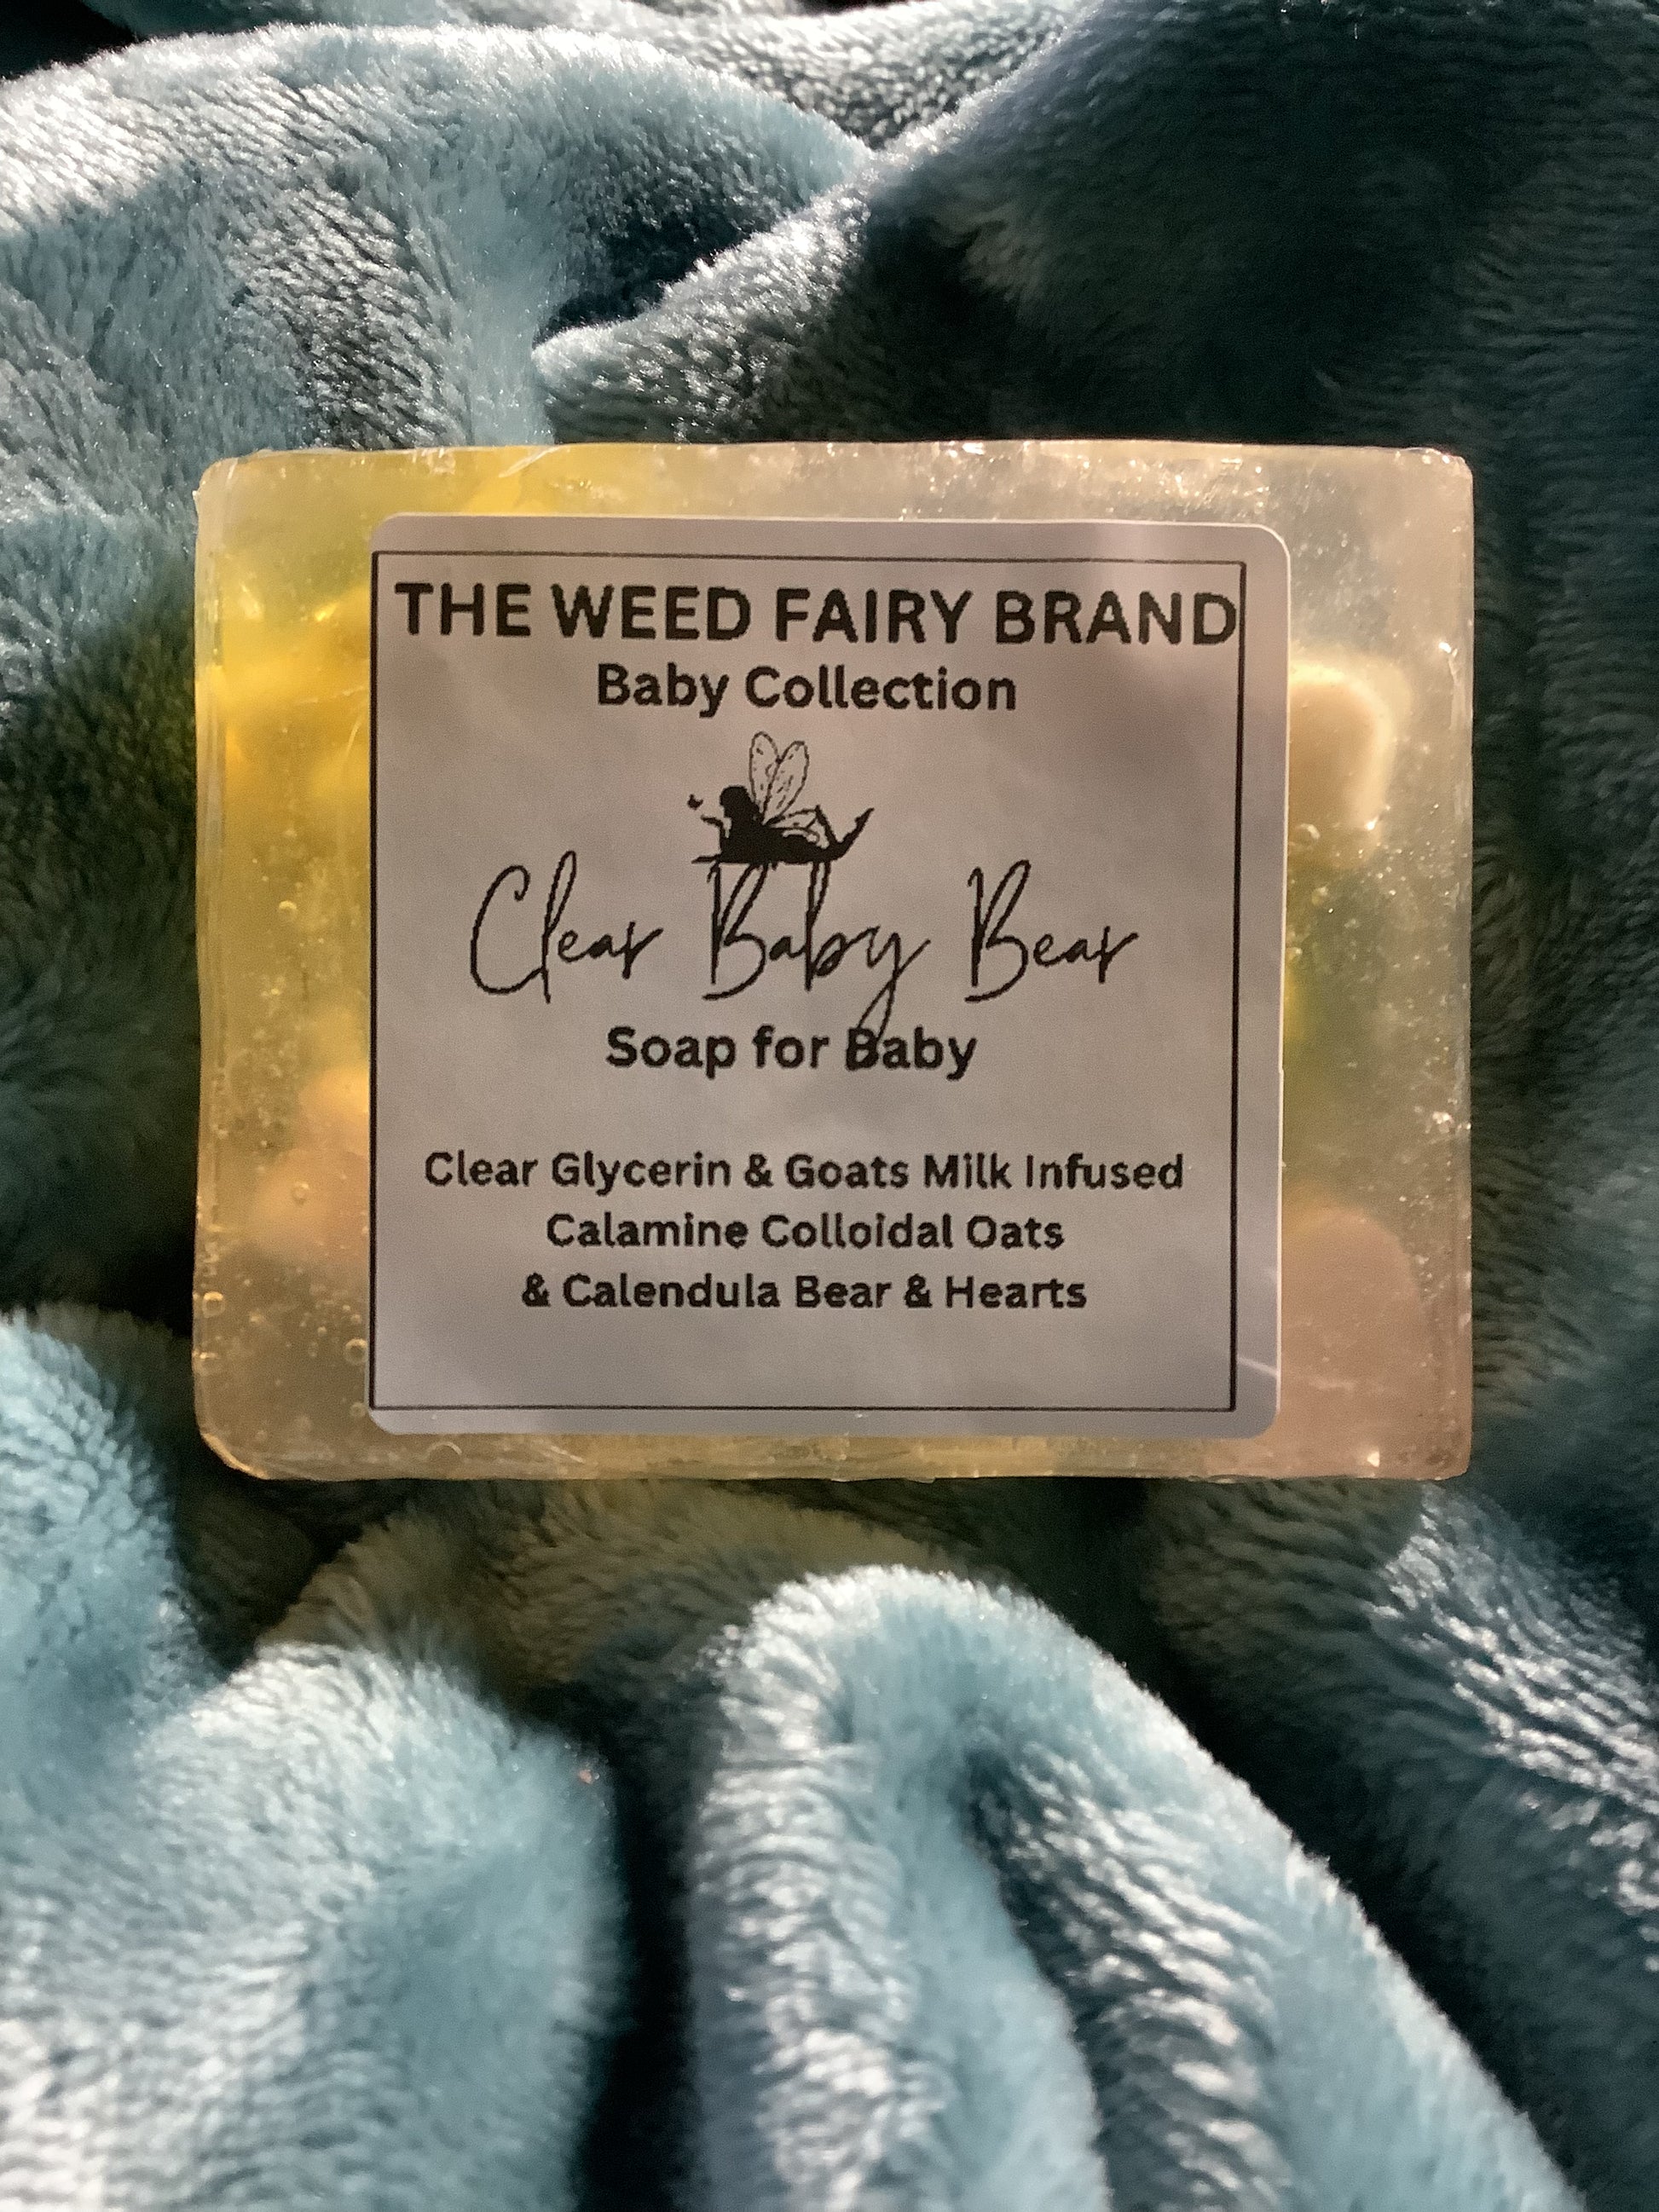 THE WEED FAIRY BRAND
Baby Collection
Clear Baby Bear
Soap for Baby
Clear Glycerin & Goats Milk Infused
Calamine Colloidal Oats
& Calendula Bear & Hearts